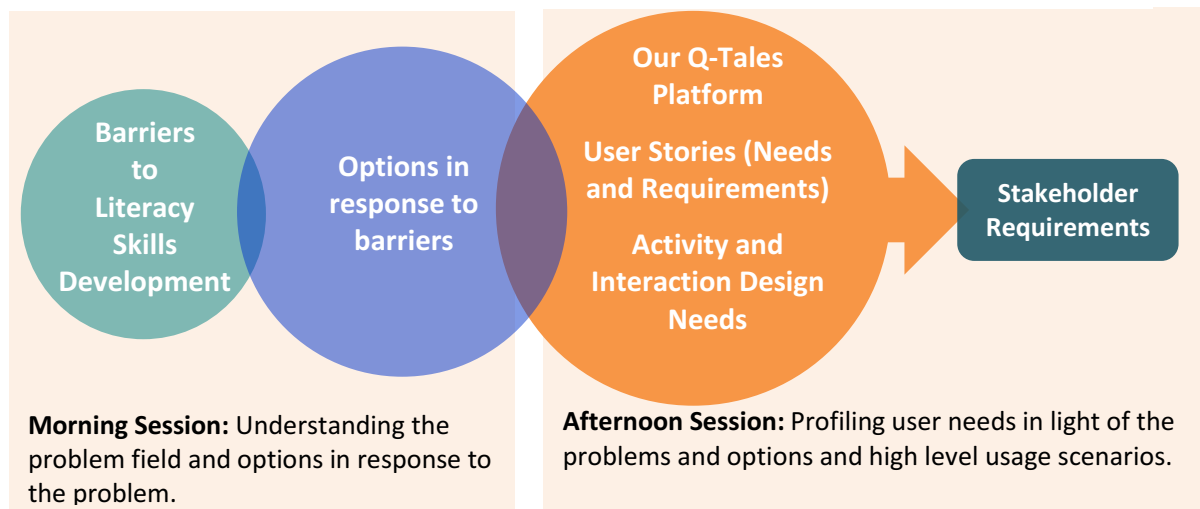 Barriers
to
Literacy
Skills
Development
Options in
response to
barriers
Our Q-Tales
Platform
User Stories (Needs
and Requirements)
Activity and
Interaction Design
Needs
Stakeholder
Requirements
Morning Session: Understanding the
problem field and options in response to
the problem.
Afternoon Session: Profiling user needs in light of the
problems and options and high level usage scenarios.